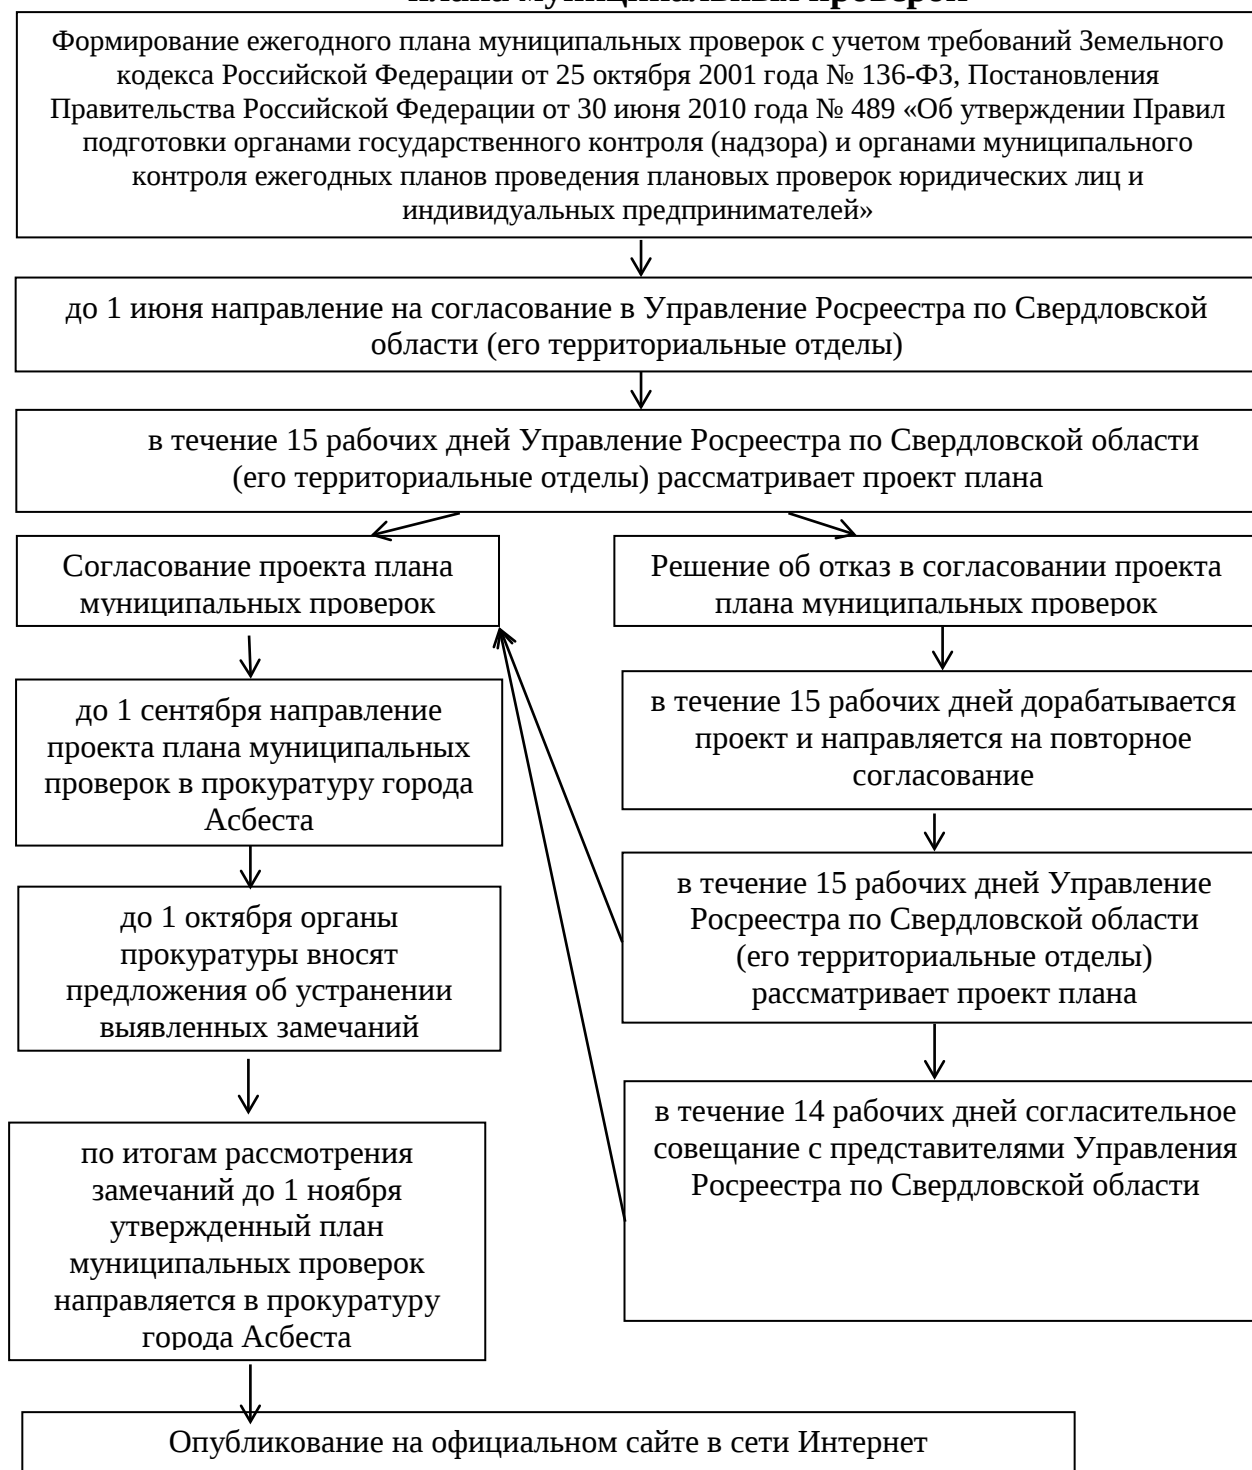 плана муниципальных проверок
Формирование ежегодного плана муниципальных проверок с учетом требований Земельного
кодекса Российской Федерации от 25 октября 2001 года № 136-ФЗ, Постановления
Правительства Российской Федерации от 30 июня 2010 года № 489 «Об утверждении Правил
подготовки органами государственного контроля (надзора) и органами муниципального
контроля ежегодных планов проведения плановых проверок юридических лиц и
индивидуальных предпринимателей»
до 1 июня направление на согласование в Управление Росреестра по Свердловской
области (его территориальные отделы)
в течение 15 рабочих дней Управление Росреестра по Свердловской области
(его территориальные отделы) рассматривает проект плана
Согласование проекта плана
муниципальных проверок
Решение об отказ в согласовании проекта
плана муниципальных проверок
до 1 сентября направление
проекта плана муниципальных
проверок в прокуратуру города
Асбеста
в течение 15 рабочих дней дорабатывается
проект и направляется на повторное
согласование
до 1 октября органы
прокуратуры вносят
предложения об устранении
выявленных замечаний
в течение 15 рабочих дней Управление
Росреестра по Свердловской области
(его территориальные отделы)
рассматривает проект плана
по итогам рассмотрения
замечаний до 1 ноября
утвержденный план
муниципальных проверок
направляется в прокуратуру
города Асбеста
в течение 14 рабочих дней согласительное
совещание с представителями Управления
Росреестра по Свердловской области
Опубликование на официальном сайте в сети Интернет